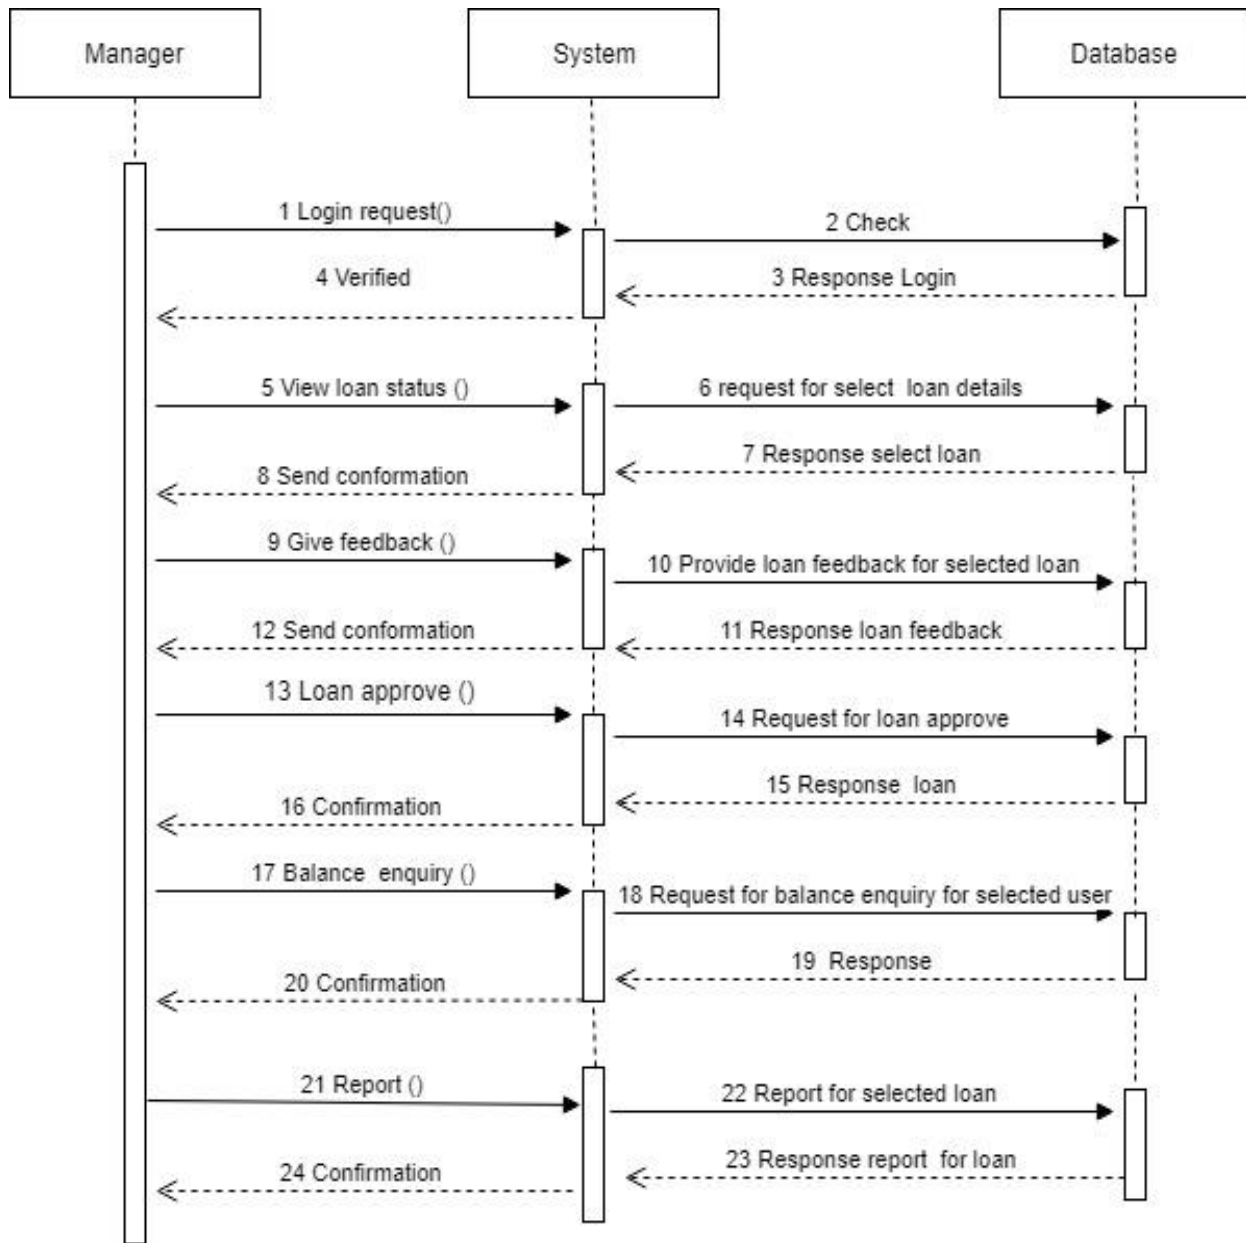 Manager
System
Database
1 Login request()
2 Check
4 Verified
3 Response Login
5 View loan status ()
6 request for select  loan details
7 Response select loan
8 Send conformation
9 Give feedback ()
10 Provide loan feedback for selected loan
12 Send conformation
11 Response loan feedback
13 Loan approve ()
14 Request for loan approve
15 Response  loan
16 Confirmation
17 Balance  enquiry ()
18 Request for balance enquiry for selected user
19  Response
20 Confirmation
21 Report ()
22 Report for selected loan
23 Response report  for loan
24 Confirmation